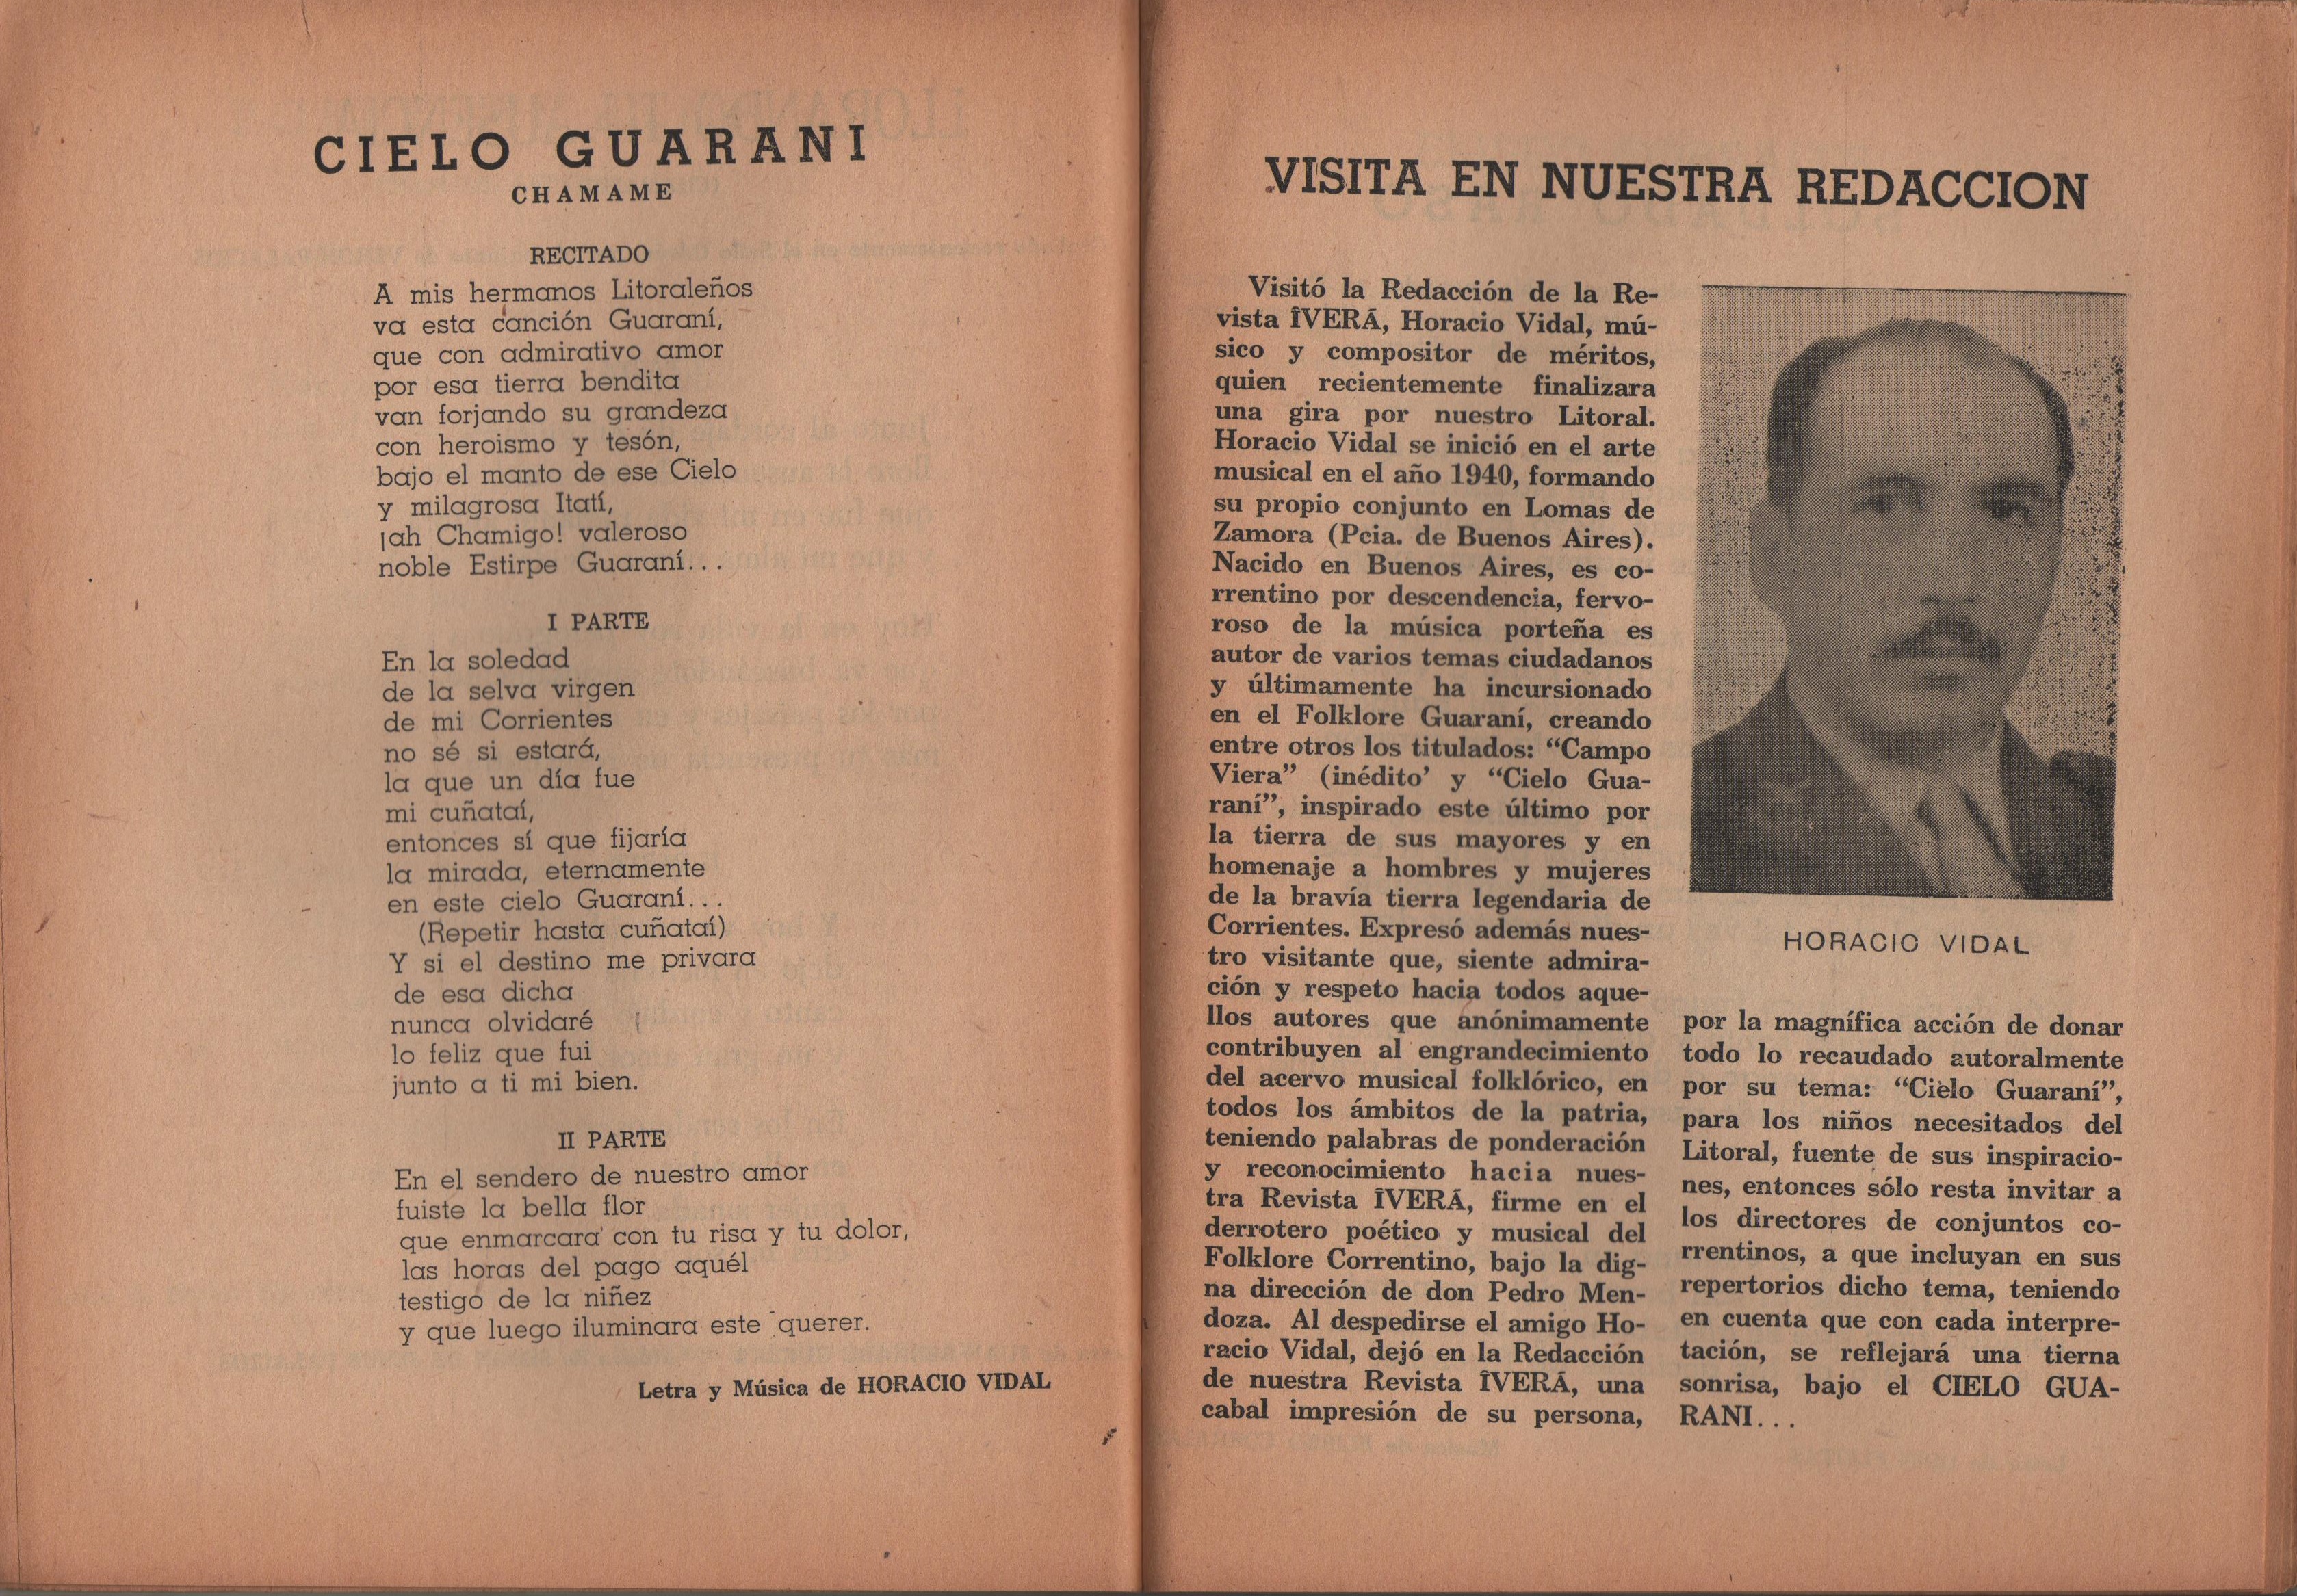 CIELO GUARANI
CHAMAME
RECITADO
A mis hermanos Litoraleños
va esta canción Guaraní,
que con admirativo amor
por esa tierra bendita
van forjando su grandeza
con heroismo y tesón,
bajo el manto de ese Cielo
y milagrosa Itatí,
¡ah Chamigo! valeroso
noble Estirpe Guaraní...
I PARTE
En la soledad
de la selva virgen
de mi Corrientes
no sé si estará,
la que un día fue
mi cuñataí,
entonces sí que fijaría
la mirada, eternamente
en este cielo Guaraní...
(Repetir hasta cuñataí)
Y si el destino me privara
de esa dicha
nunca olvidaré
lo feliz que fui
junto a ti mi bien.
II PARTE
En el sendero de nuestro amor
fuiste la bella flor
que enmarcara con tu risa y tu dolor,
las horas del pago aquél
testigo de la niñez
y que luego iluminara este querer.
Letra y Música de HORACIO VIDAL
VISITA EN NUESTRA REDACCION
Visitó la Redacción de la Re-
vista ÎVERÁ, Horacio Vidal, mú-
sico y compositor de méritos,
quien recientemente finalizara
una gira por nuestro Litoral.
Horacio Vidal se inició en el arte
musical en el año 1940, formando
su propio conjunto en Lomas de
Zamora (Pcia. de Buenos Aires).
Nacido en Buenos Aires, es co-
rrentino por descendencia, fervo-
roso de la música porteña es
autor de varios temas ciudadanos
y últimamente ha incursionado
en el Folklore Guaraní, creando
entre otros los titulados: “Campo
Viera” (inédito’ y “Cielo Gua-
raní”, inspirado este último por
la tierra de sus mayores y en
homenaje a hombres y mujeres
de la bravía tierra legendaria de
Corrientes. Expresó además nues-
tro visitante que, siente admira-
ción y respeto hacia todos aque-
llos autores que anónimamente
contribuyen al engrandecimiento
del acervo musical folklórico, en
todos los ámbitos de la patria,
teniendo palabras de ponderación
y reconocimiento hacia nues-
tra Revista ÎVERÁ, firme en el
derrotero poético y musical del
Folklore Correntino, bajo la dig-
na dirección de don Pedro Men-
doza. Al despedirse el amigo Ho-
racio Vidal, dejó en la Redacción
de nuestra Revista ÎVERÁ, una
cabal impresión de su persona,
HORACIO VIDAL
por la magnífica acción de donar
todo lo recaudado autoralmente
por su tema: “Cielo Guaraní”,
para los niños necesitados del
Litoral, fuente de sus inspiracio-
nes, entonces sólo resta invitar a
los directores de conjuntos co-
rrentinos, a que incluyan en sus
repertorios dicho tema, teniendo
en cuenta que con cada interpre-
tación, se reflejará una tierna
sonrisa, bajo el CIELO GUA-
RANI...